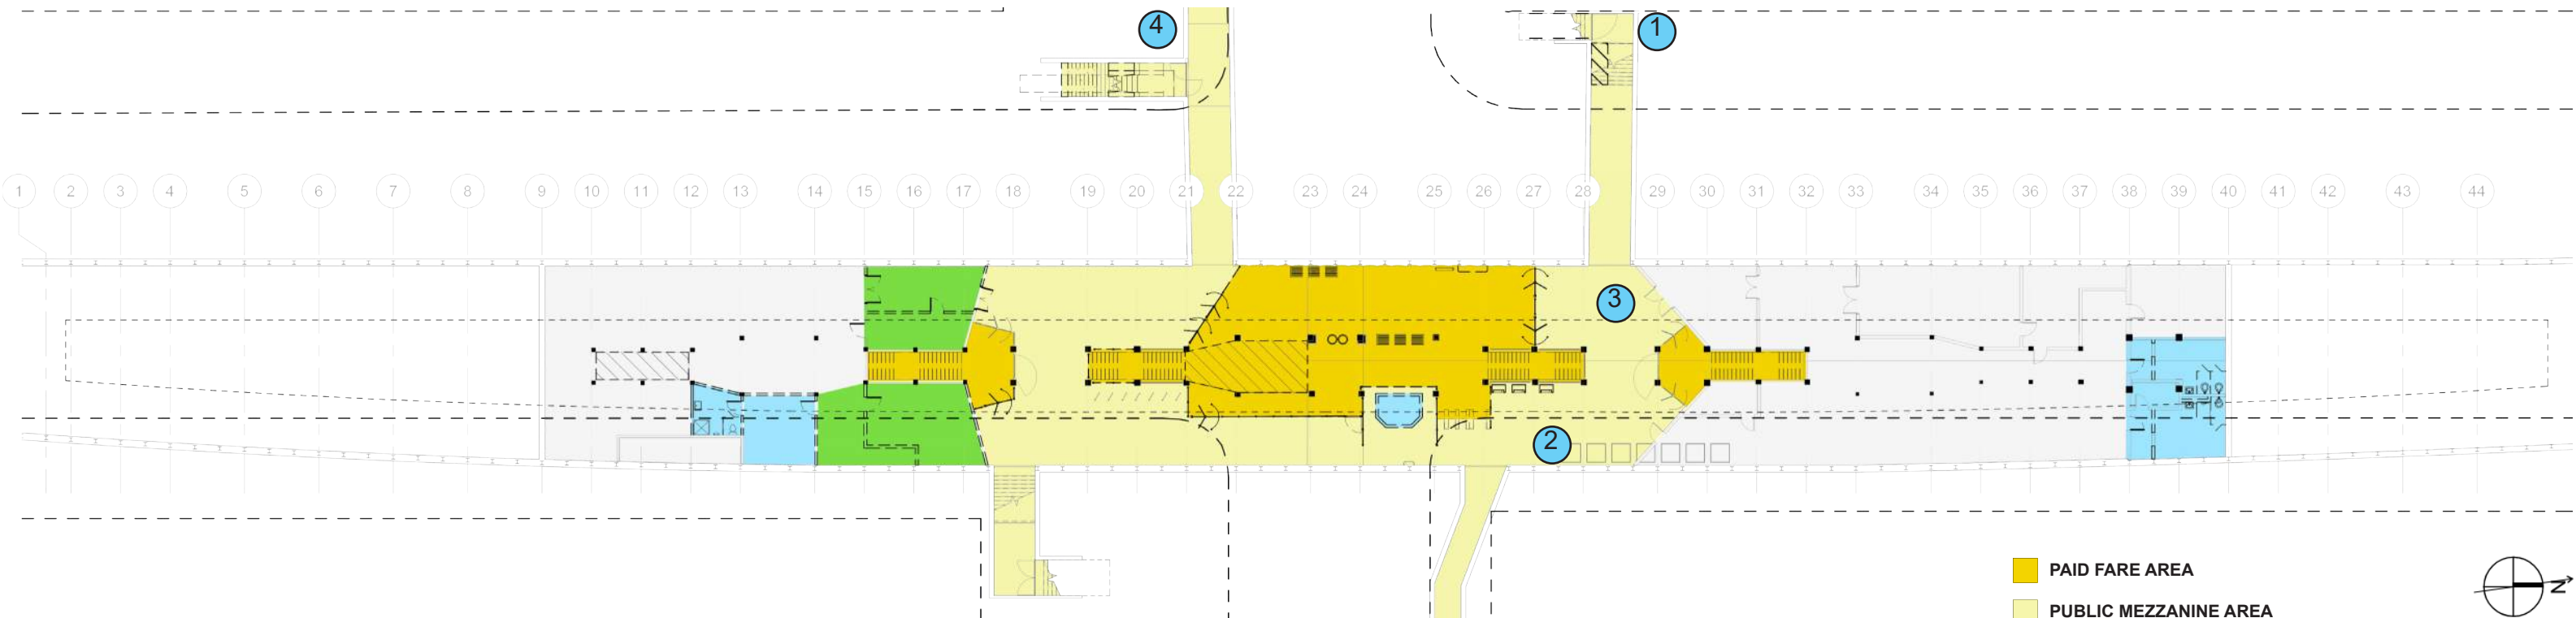 4
1
1 2 3 4 5 6 7 8 9 10 11 12 13 14 15 16 17 18 19 20 21 22 23 24 25 26 27 28 29 30 31 32 33 34 35 36 37 38 39 40 41 42 43 44
3
2
PAID FARE AREA
PUBLIC MEZZANINE AREA
N